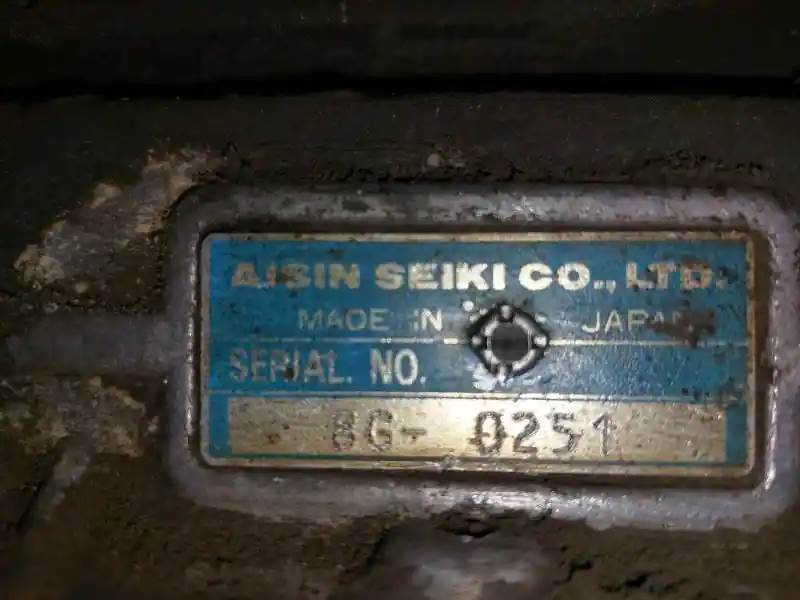 AISIN SEIKI CO., LTD.
MADE IN JAPAN
SERIAL NO.
8G- 0251